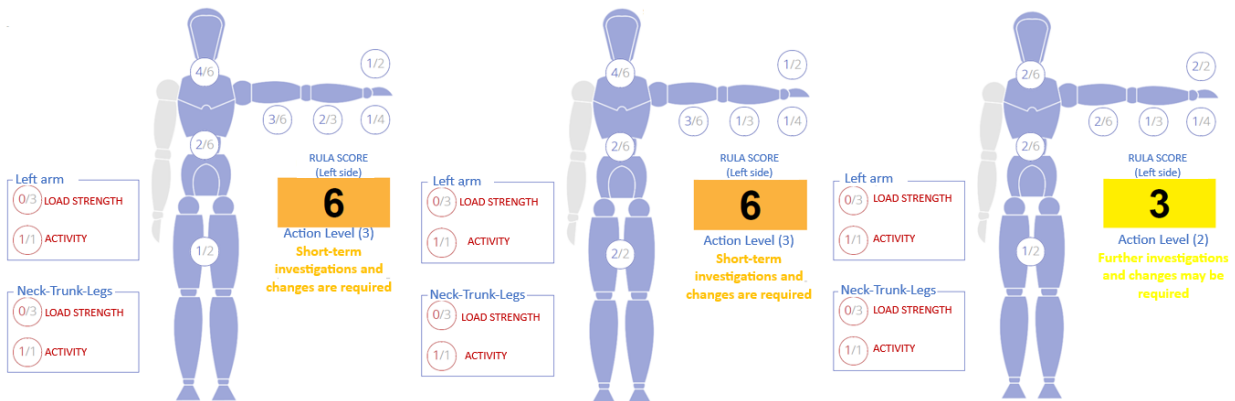 1/2
4/6
3/6
2/3
1/4
2/6
RULA SCORE
(Left side)
6
Action Level (3)
Short-term
investigations and
changes are required
Left arm
0/3 LOAD STRENGTH
1/1 ACTIVITY
1/2
Neck-Trunk-Legs
0/3 LOAD STRENGTH
1/1 ACTIVITY
1/2
4/6
3/6
1/3
1/4
2/6
RULA SCORE
(Left side)
6
Action Level (3)
Short-term
investigations and
changes are required
Left arm
0/3 LOAD STRENGTH
1/1 ACTIVITY
2/2
Neck-Trunk-Legs
0/3 LOAD STRENGTH
1/1 ACTIVITY
2/2
2/6
2/6
1/3
1/4
2/6
RULA SCORE
(Left side)
3
Action Level (2)
Further investigations
and changes may be
required
Left arm
0/3 LOAD STRENGTH
1/1 ACTIVITY
1/2
Neck-Trunk-Legs
0/3 LOAD STRENGTH
1/1 ACTIVITY